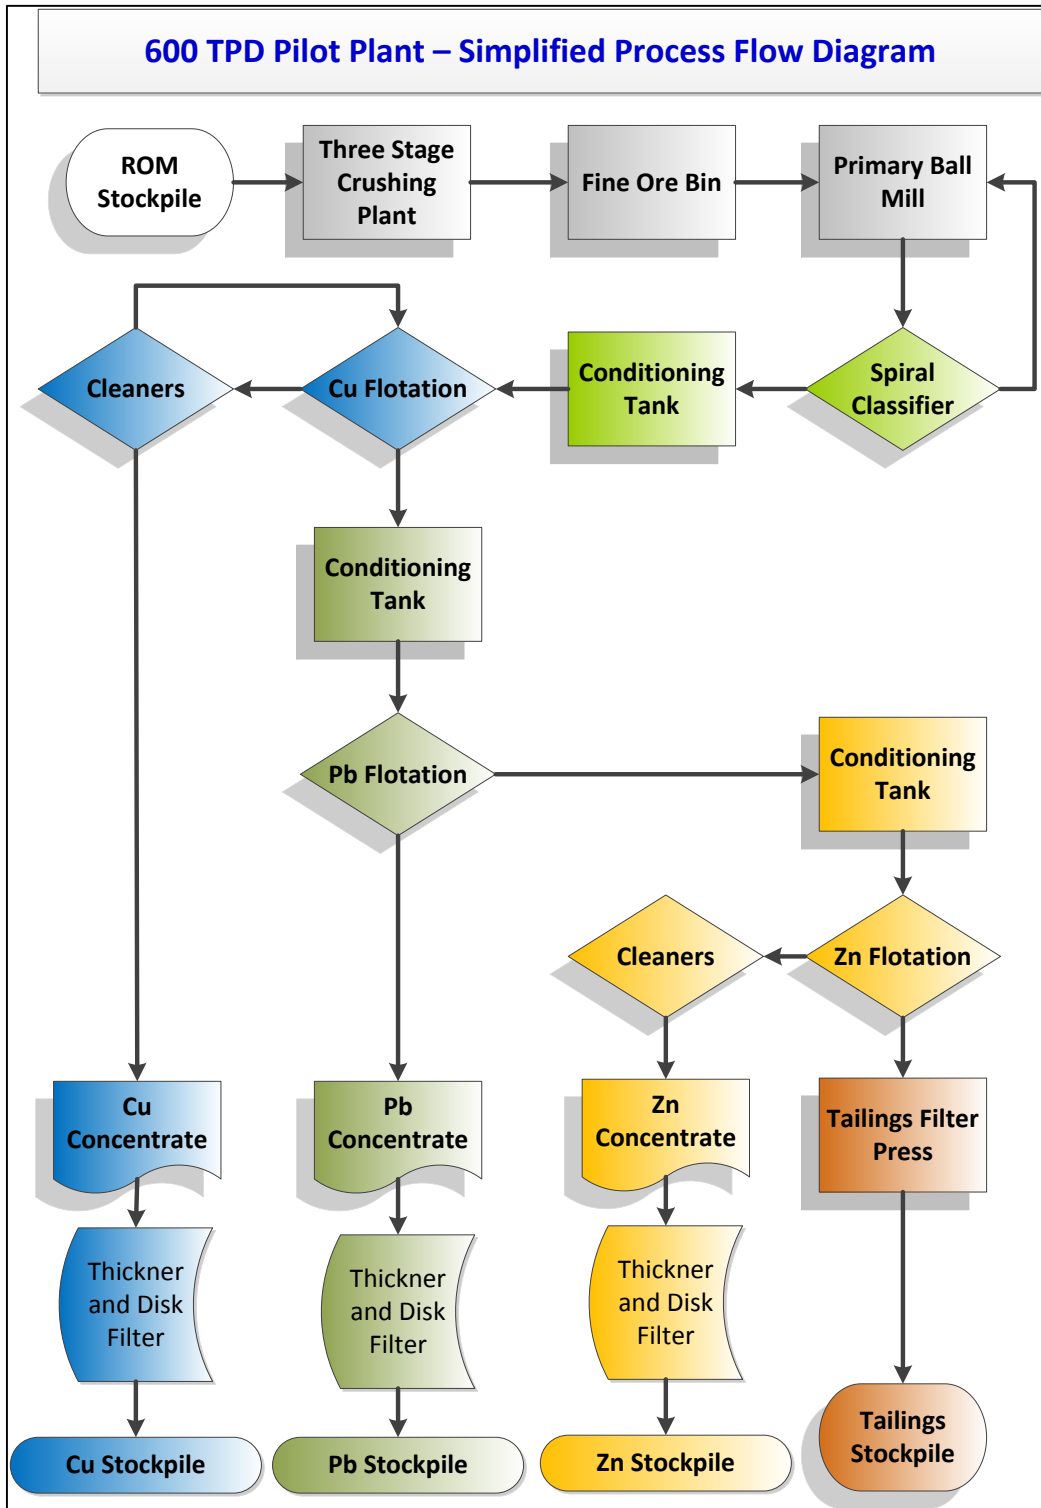 600 TPD Pilot Plant – Simplified Process Flow Diagram
ROM
Stockpile
Three Stage
Crushing
Plant
Fine Ore Bin
Primary Ball
Mill
Cleaners
Cu Flotation
Conditioning
Tank
Spiral
Classifier
Conditioning
Tank
Pb Flotation
Conditioning
Tank
Cleaners
Zn Flotation
Cu
Concentrate
Pb
Concentrate
Zn
Concentrate
Tailings Filter
Press
Thickner
and Disk
Filter
Thickner
and Disk
Filter
Thickner
and Disk
Filter
Cu Stockpile
Pb Stockpile
Zn Stockpile
Tailings
Stockpile